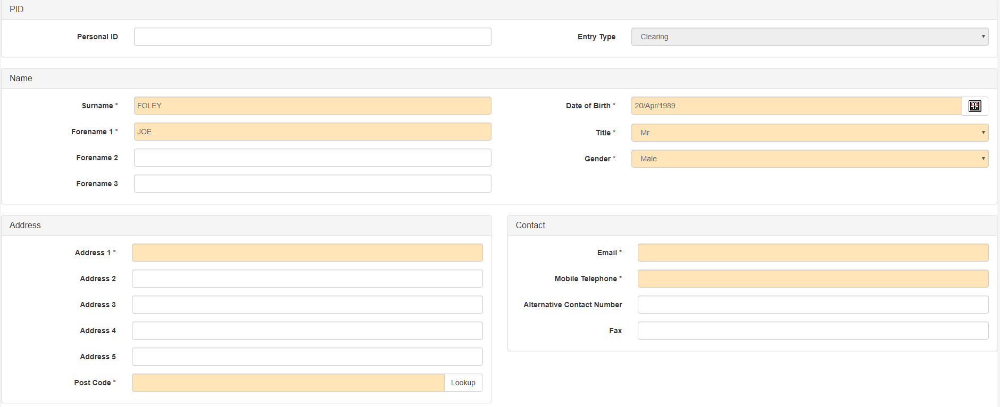 PID
Personal ID
Entry Type Clearing
Name
Surname * FOLEY
Date of Birth * 20/Apr/1989
Forename 1 * JOE
Title * Mr
Forename 2
Gender * Male
Forename 3
Address
Address 1 *
Address 2
Address 3
Address 4
Address 5
Post Code * Lookup
Contact
Email *
Mobile Telephone *
Alternative Contact Number
Fax